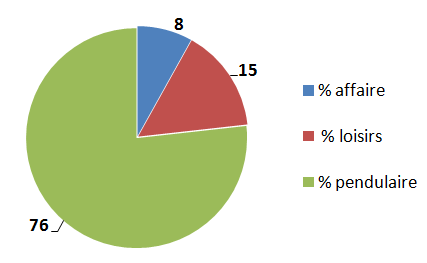 8
15
76
% affaire
% loisirs
% pendulaire